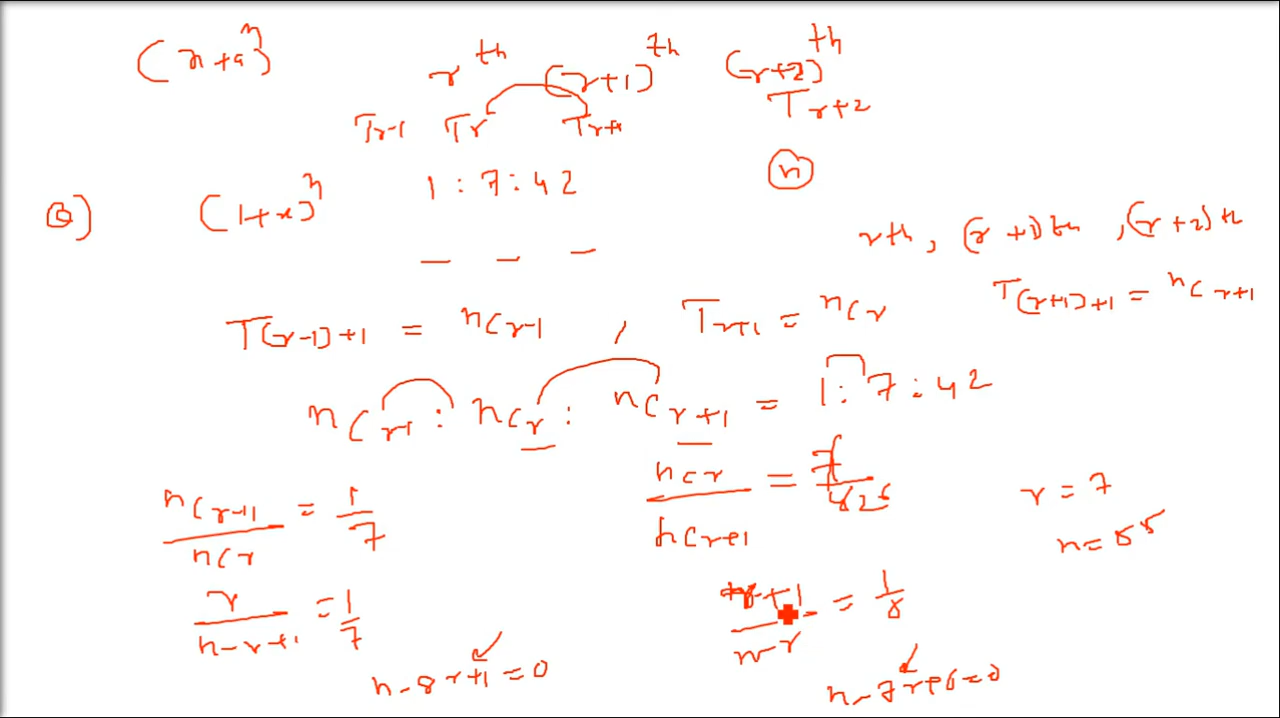 (x+a)^n
r^th (r+1)^th (r+2)^th
T_r-1 T_r T_r+1 T_r+2
1 : 7 : 42 n
Q) (1+x)^n
rth, (r+1)th, (r+2)th
T(r-1)+1 = nC_r-1 , T_r+1 = nC_r T(r+1)+1 = nC_r+1
nC_r-1 : nC_r : nC_r+1 = 1 : 7 : 42
nC_r-1 / nC_r = 1/7
nC_r / nC_r+1 = 7/42 6
r = 7
n = 55
r / n-r+1 = 1/7
r+1 / n-r = 1/6
n-8r+1=0
n-7r+6=0